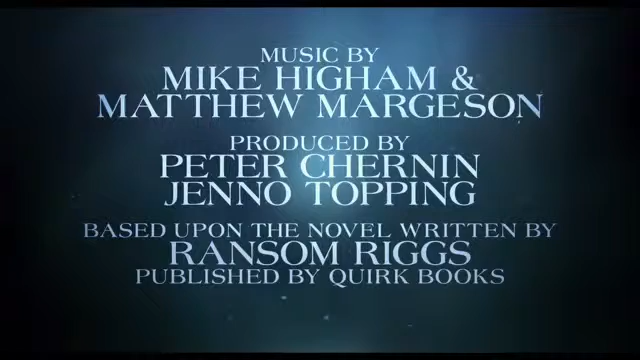 MUSIC BY
MIKE HIGHAM &
MATTHEW MARGESON
PRODUCED BY
PETER CHERNIN
JENNO TOPPING
BASED UPON THE NOVEL WRITTEN BY
RANSOM RIGGS
PUBLISHED BY QUIRK BOOKS